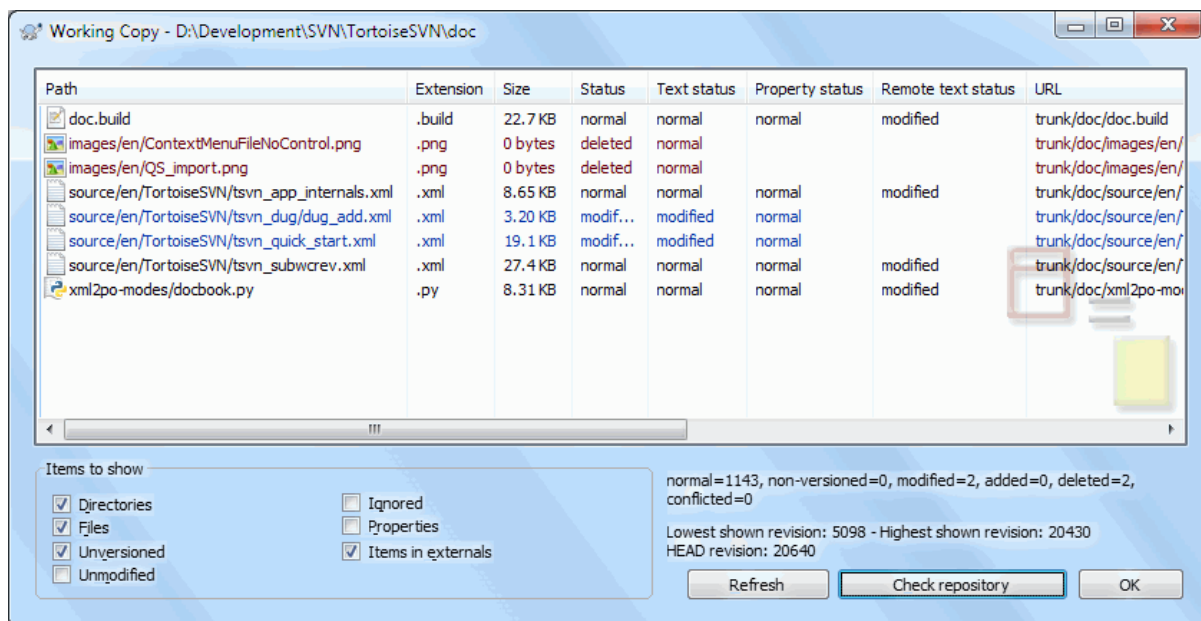 Working Copy - D:\Development\SVN\TortoiseSVN\doc
Path Extension Size Status Text status Property status Remote text status URL
doc.build .build 22.7 KB normal normal normal modified trunk/doc/doc.build
images/en/ContextMenuFileNoControl.png .png 0 bytes deleted normal trunk/doc/images/en/
images/en/QS_import.png .png 0 bytes deleted normal trunk/doc/images/en/
source/en/TortoiseSVN/tsvn_app_internals.xml .xml 8.65 KB normal normal normal modified trunk/doc/source/en/
source/en/TortoiseSVN/tsvn_dug/dug_add.xml .xml 3.20 KB modif... modified normal trunk/doc/source/en/
source/en/TortoiseSVN/tsvn_quick_start.xml .xml 19.1 KB modif... modified normal trunk/doc/source/en/
source/en/TortoiseSVN/tsvn_subwcrev.xml .xml 27.4 KB normal normal normal modified trunk/doc/source/en/
xml2po-modes/docbook.py .py 8.31 KB normal normal normal modified trunk/doc/xml2po-mo
Items to show
Directories
Files
Unversioned
Unmodified
Ignored
Properties
Items in externals
normal=1143, non-versioned=0, modified=2, added=0, deleted=2,
conflicted=0
Lowest shown revision: 5098 - Highest shown revision: 20430
HEAD revision: 20640
Refresh Check repository OK